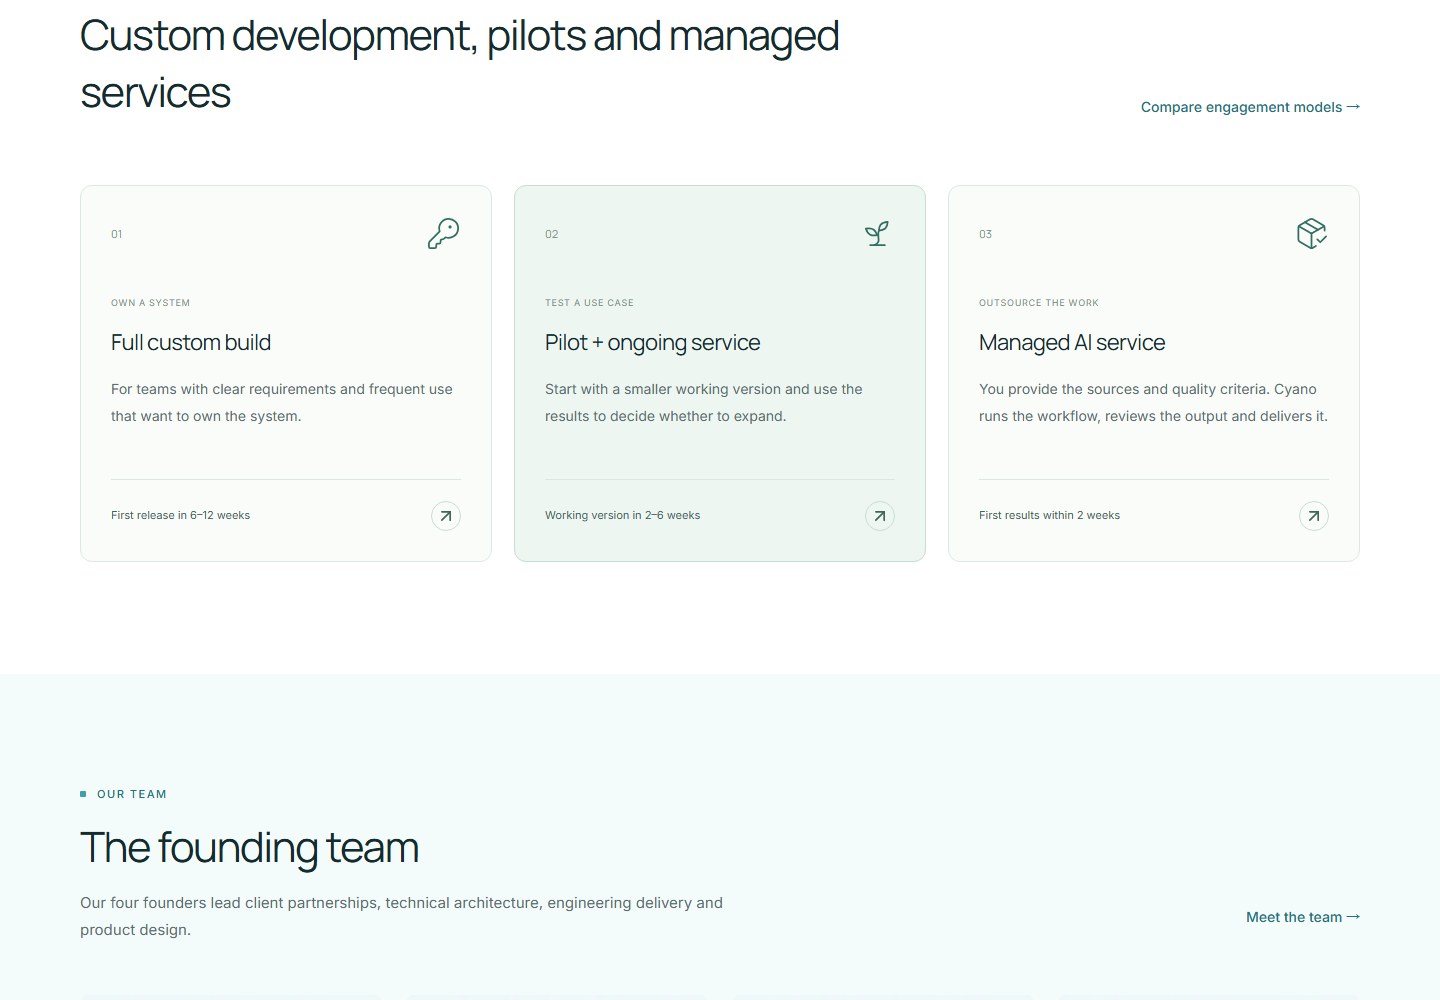 Custom development, pilots and managed
services
Compare engagement models →
01
OWN A SYSTEM
Full custom build
For teams with clear requirements and frequent use
that want to own the system.
First release in 6–12 weeks
02
TEST A USE CASE
Pilot + ongoing service
Start with a smaller working version and use the
results to decide whether to expand.
Working version in 2–6 weeks
03
OUTSOURCE THE WORK
Managed AI service
You provide the sources and quality criteria. Cyano
runs the workflow, reviews the output and delivers it.
First results within 2 weeks
OUR TEAM
The founding team
Our four founders lead client partnerships, technical architecture, engineering delivery and
product design.
Meet the team →